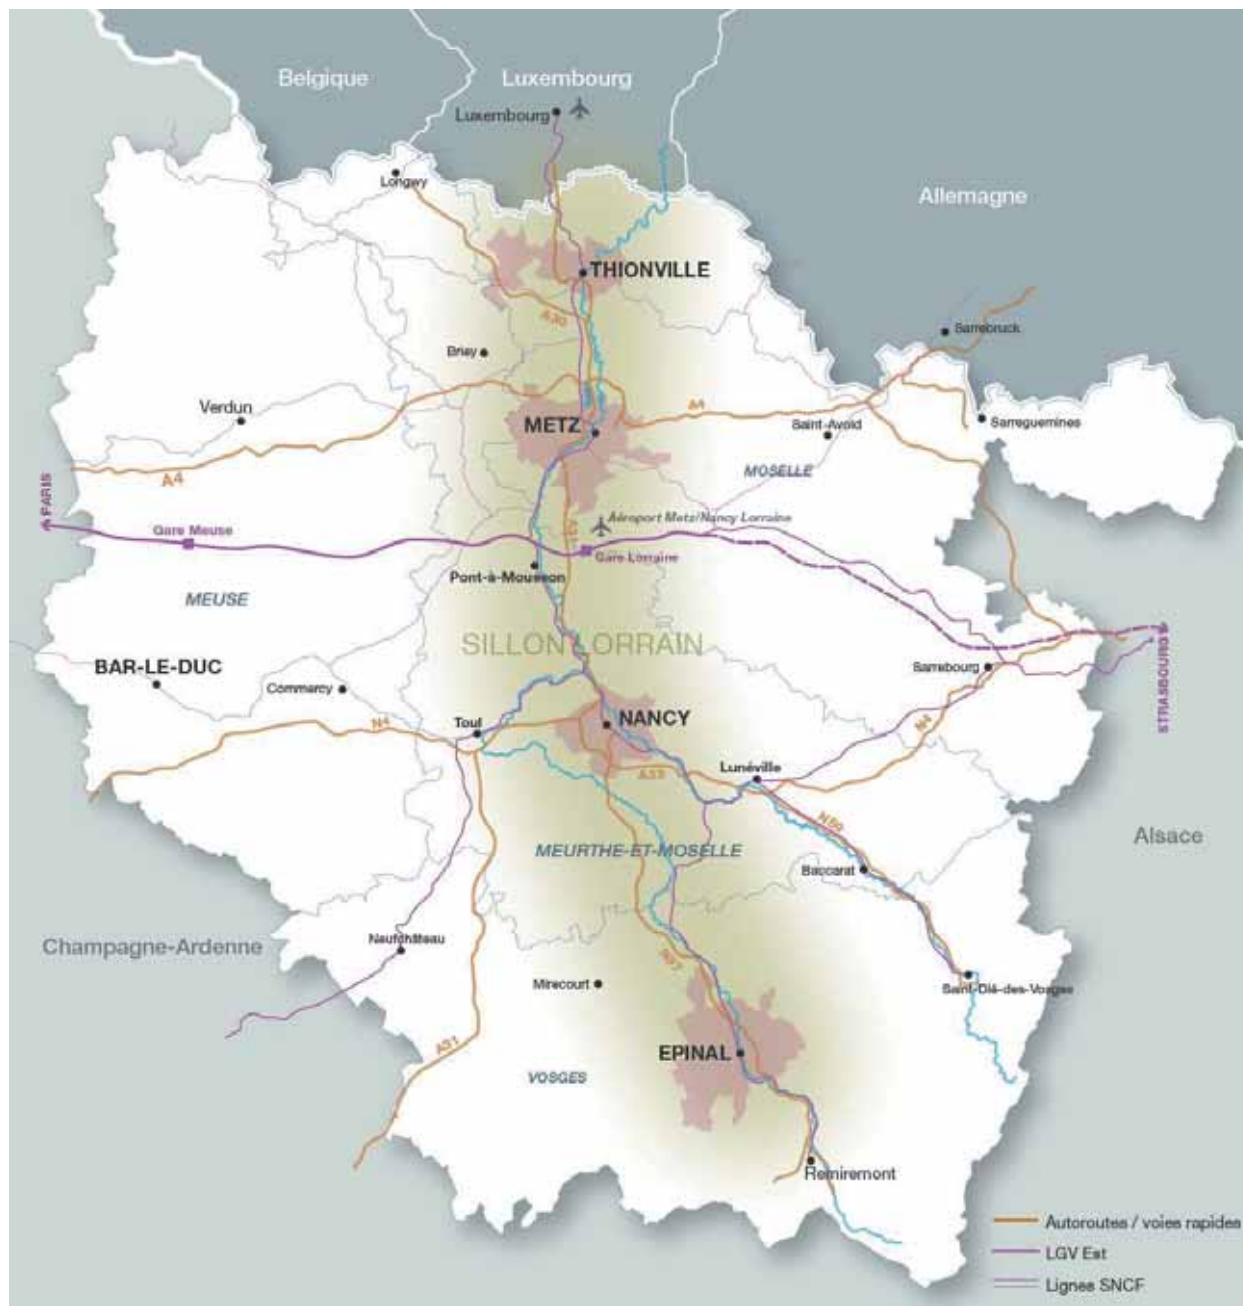 Belgique
Luxembourg
Luxembourg
Longwy
Allemagne
THIONVILLE
A30
Sarrebruck
Briey
Verdun
METZ
A4
Saint-Avold
Sarreguemines
MOSELLE
A4
PARIS
Aéroport Metz/Nancy Lorraine
A31
Gare Meuse
Gare Lorraine
Pont-à-Mousson
MEUSE
SILLON LORRAIN
BAR-LE-DUC
Sarrebourg
STRASBOURG
Commercy
N4
Toul
NANCY
N4
A33
Lunéville
N59
Alsace
MEURTHE-ET-MOSELLE
Baccarat
Champagne-Ardenne
Neufchâteau
Mirecourt
N57
Saint-Dié-des-Vosges
A31
EPINAL
VOSGES
Remiremont
Autoroutes / voies rapides
LGV Est
Lignes SNCF